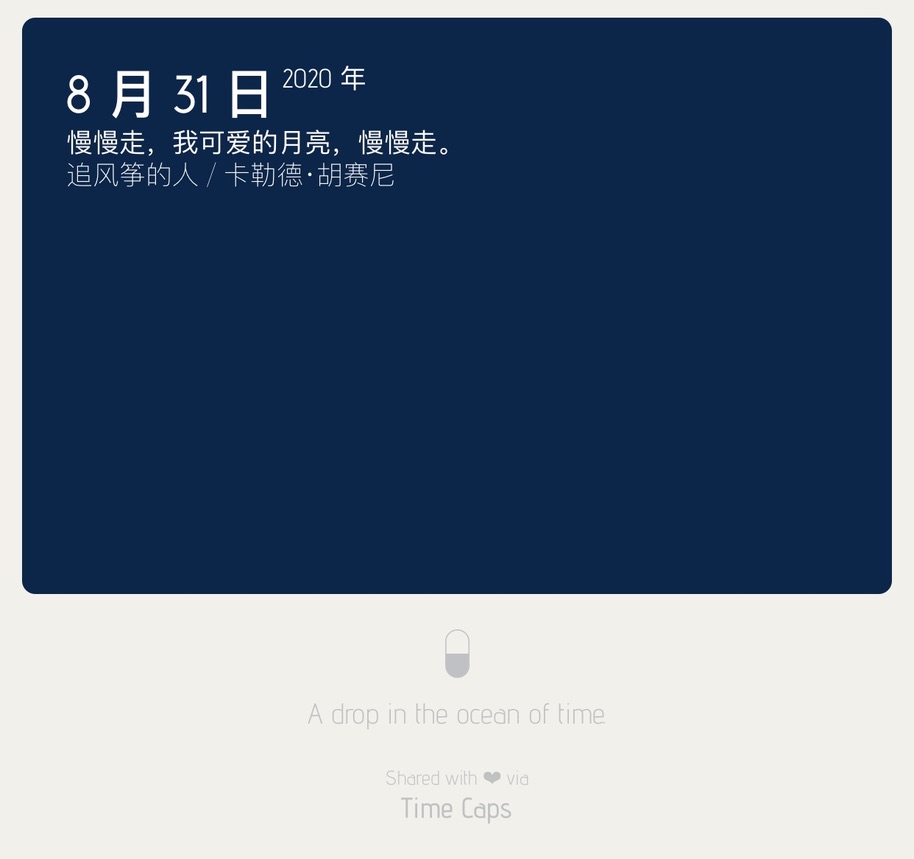 8 月 31 日 2020 年
慢慢走，我可爱的月亮，慢慢走。
追风筝的人 / 卡勒德·胡赛尼
A drop in the ocean of time
Shared with ❤ via
Time Caps